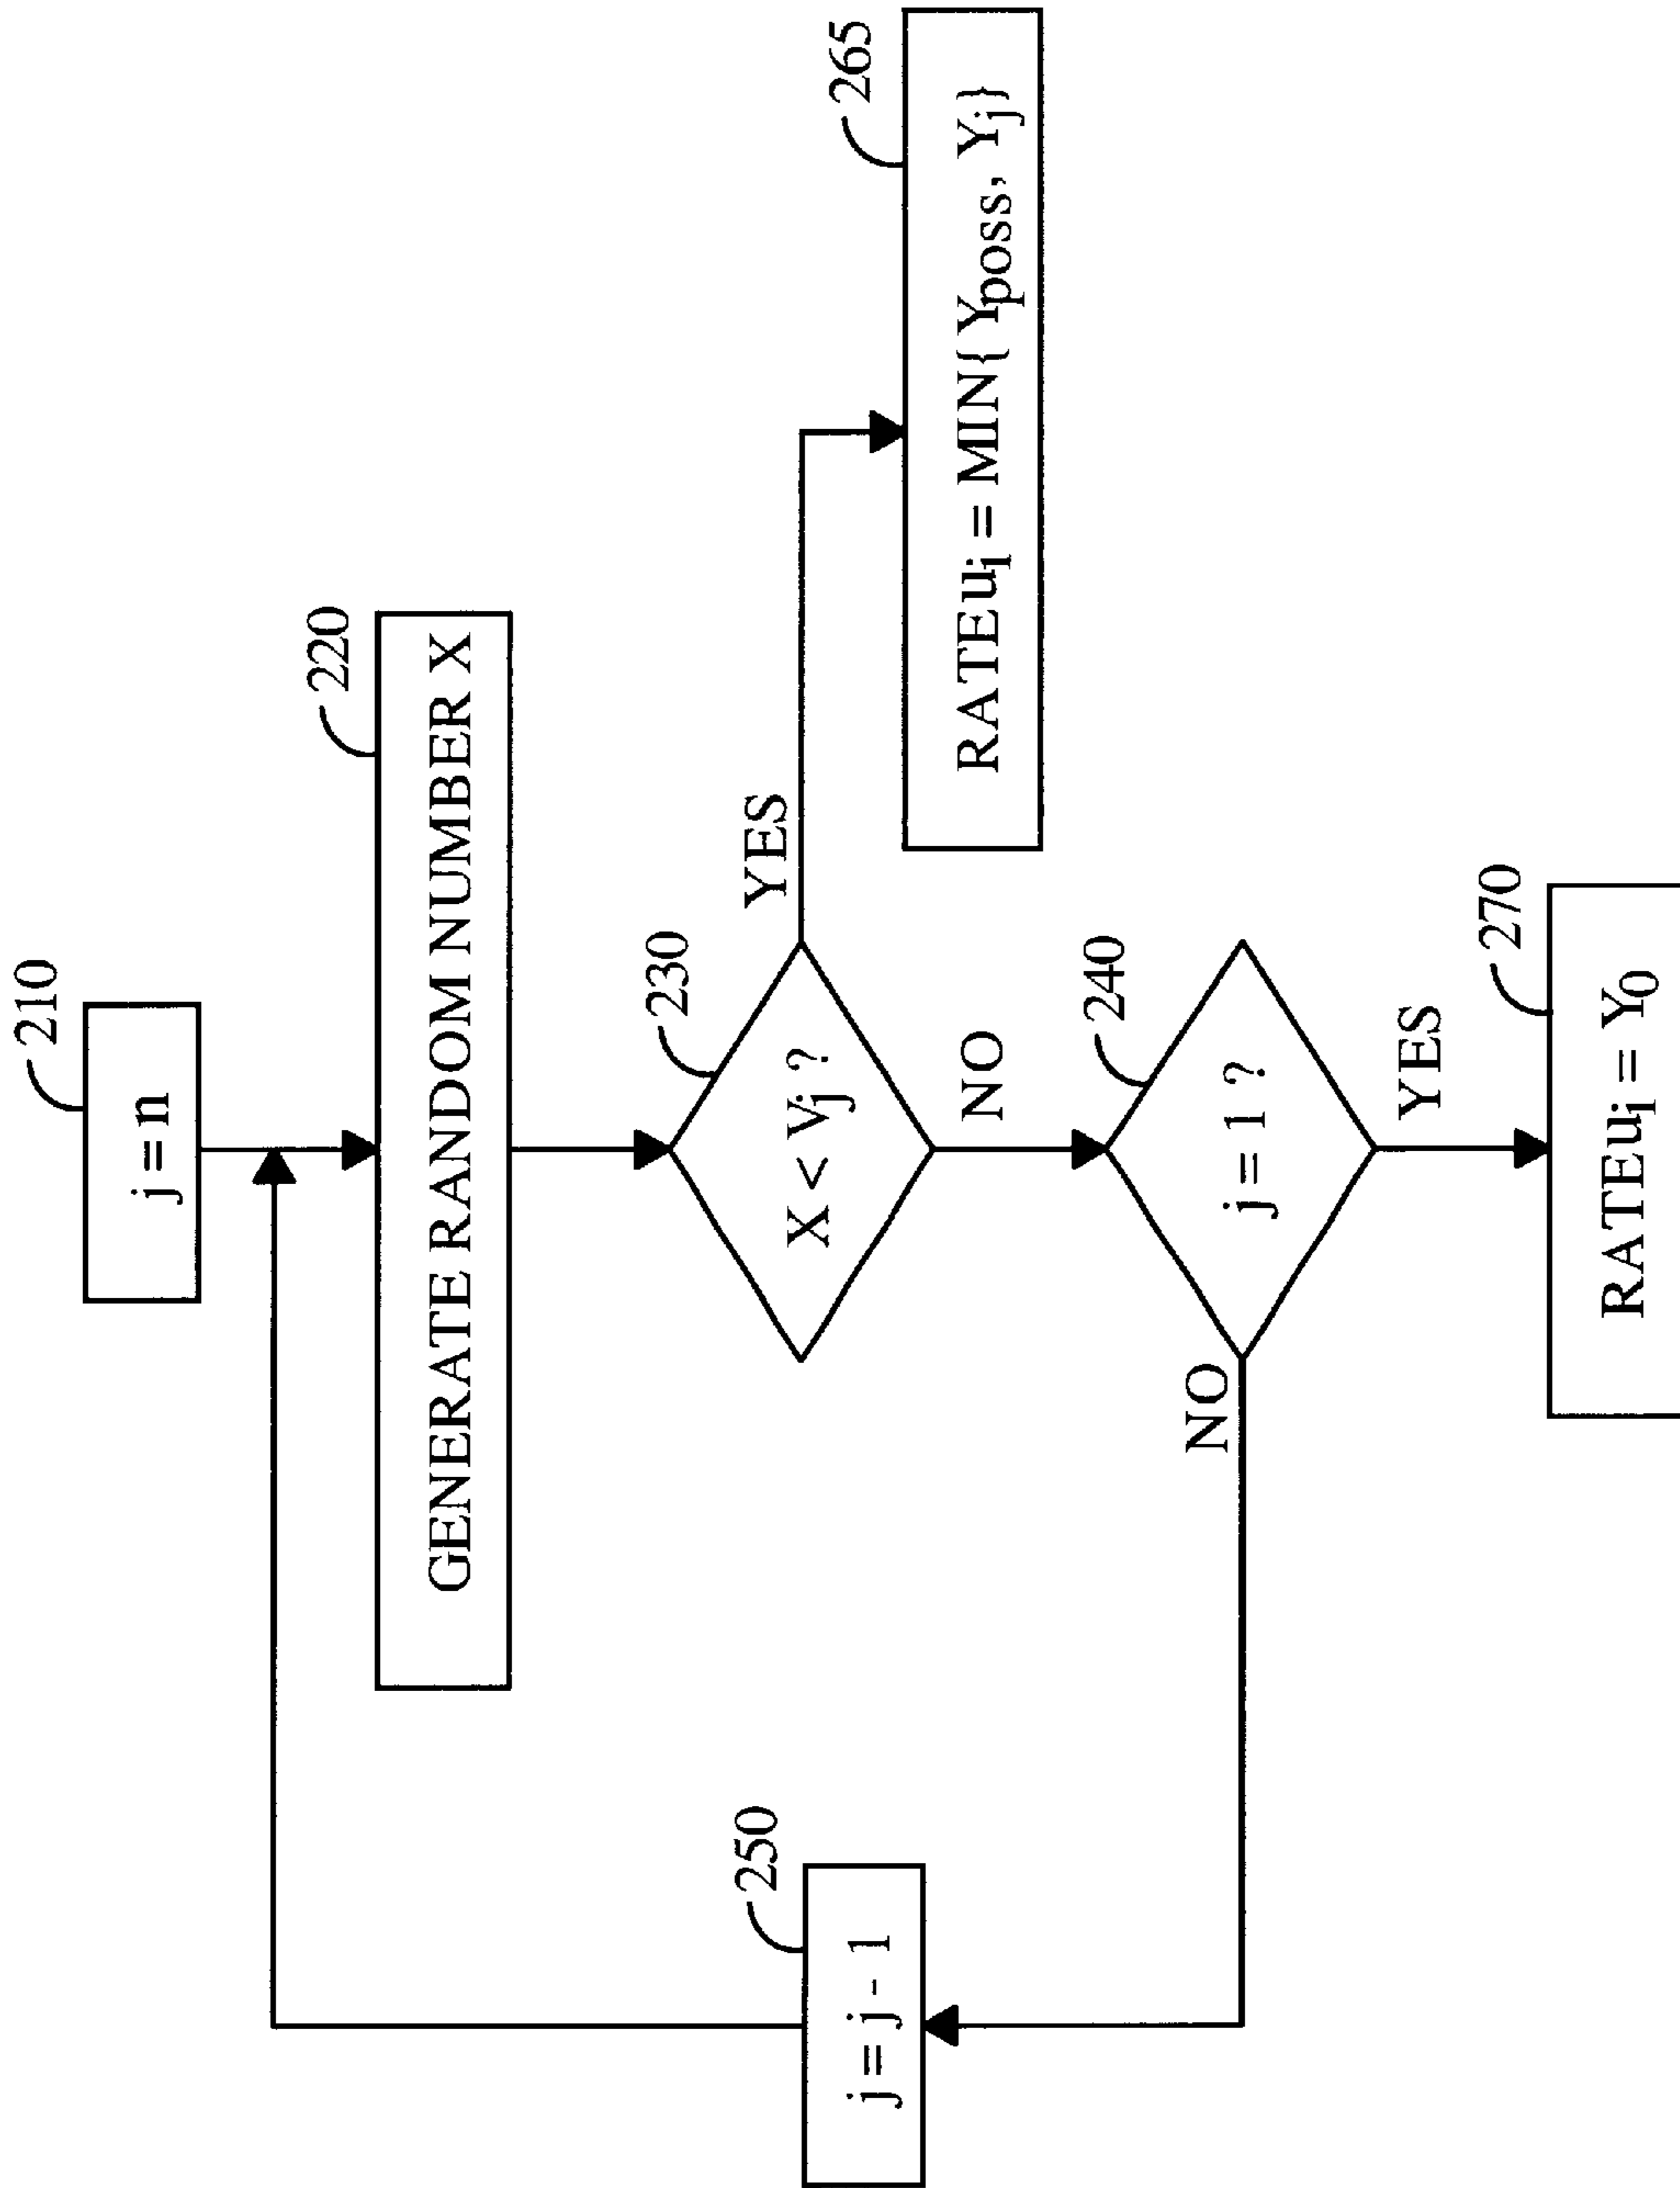 210
j = n
220
GENERATE RANDOM NUMBER X
230
X < Vj ?
YES
265
RATEui = MIN{ Yposs, Yj}
NO
240
j = 1 ?
NO
250
j = j - 1
YES
270
RATEui = Y0